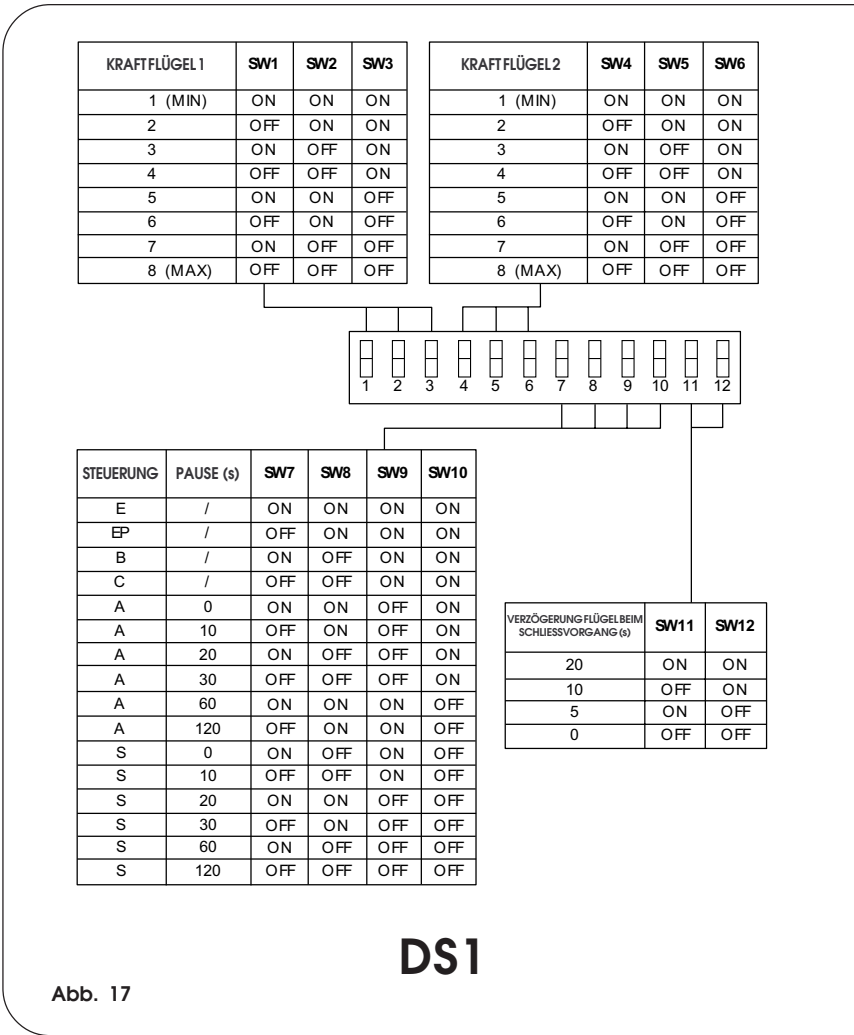 KRAFT FLÜGEL 1 SW1 SW2 SW3
1 (MIN) ON ON ON
2 OFF ON ON
3 ON OFF ON
4 OFF OFF ON
5 ON ON OFF
6 OFF ON OFF
7 ON OFF OFF
8 (MAX) OFF OFF OFF
KRAFT FLÜGEL 2 SW4 SW5 SW6
1 (MIN) ON ON ON
2 OFF ON ON
3 ON OFF ON
4 OFF OFF ON
5 ON ON OFF
6 OFF ON OFF
7 ON OFF OFF
8 (MAX) OFF OFF OFF
1 2 3 4 5 6 7 8 9 10 11 12
STEUERUNG PAUSE (s) SW7 SW8 SW9 SW10
E / ON ON ON ON
EP / OFF ON ON ON
B / ON OFF ON ON
C / OFF OFF ON ON
A 0 ON ON OFF ON
A 10 OFF ON OFF ON
A 20 ON OFF OFF ON
A 30 OFF OFF OFF ON
A 60 ON ON ON OFF
A 120 OFF ON ON OFF
S 0 ON OFF ON OFF
S 10 OFF OFF ON OFF
S 20 ON ON OFF OFF
S 30 OFF ON OFF OFF
S 60 ON OFF OFF OFF
S 120 OFF OFF OFF OFF
VERZÖGERUNG FLÜGEL BEIM
SCHLIESSVORGANG (s) SW11 SW12
20 ON ON
10 OFF ON
5 ON OFF
0 OFF OFF
DS1
Abb. 17